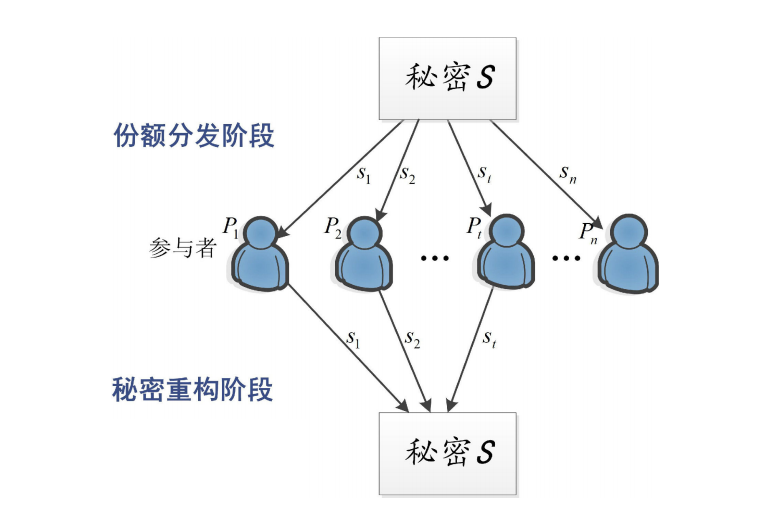 秘密S
份额分发阶段
s1 s2 st sn
P1 P2 Pt Pn
参与者
... ...
s1 s2 st
秘密重构阶段
秘密S